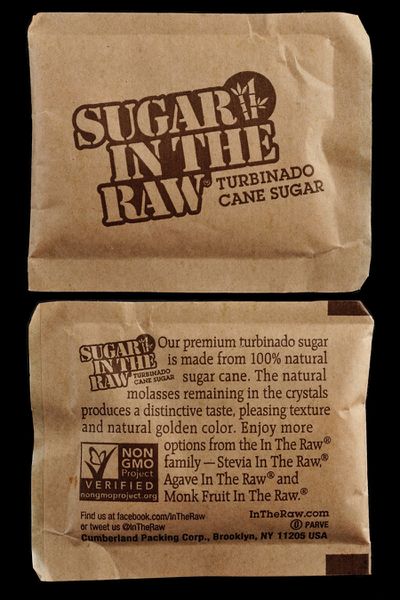 SUGAR
IN THE
RAW®
TURBINADO
CANE SUGAR
SUGAR
IN THE
RAW
TURBINADO
CANE SUGAR
Our premium turbinado sugar
is made from 100% natural
sugar cane. The natural
molasses remaining in the crystals
produces a distinctive taste, pleasing texture
and natural golden color. Enjoy more
options from the In The Raw®
family — Stevia In The Raw,®
Agave In The Raw® and
Monk Fruit In The Raw.®
NON
GMO
Project
VERIFIED
nongmoproject.org
Find us at facebook.com/InTheRaw
or tweet us @InTheRaw
InTheRaw.com
U PARVE
Cumberland Packing Corp., Brooklyn, NY 11205 USA